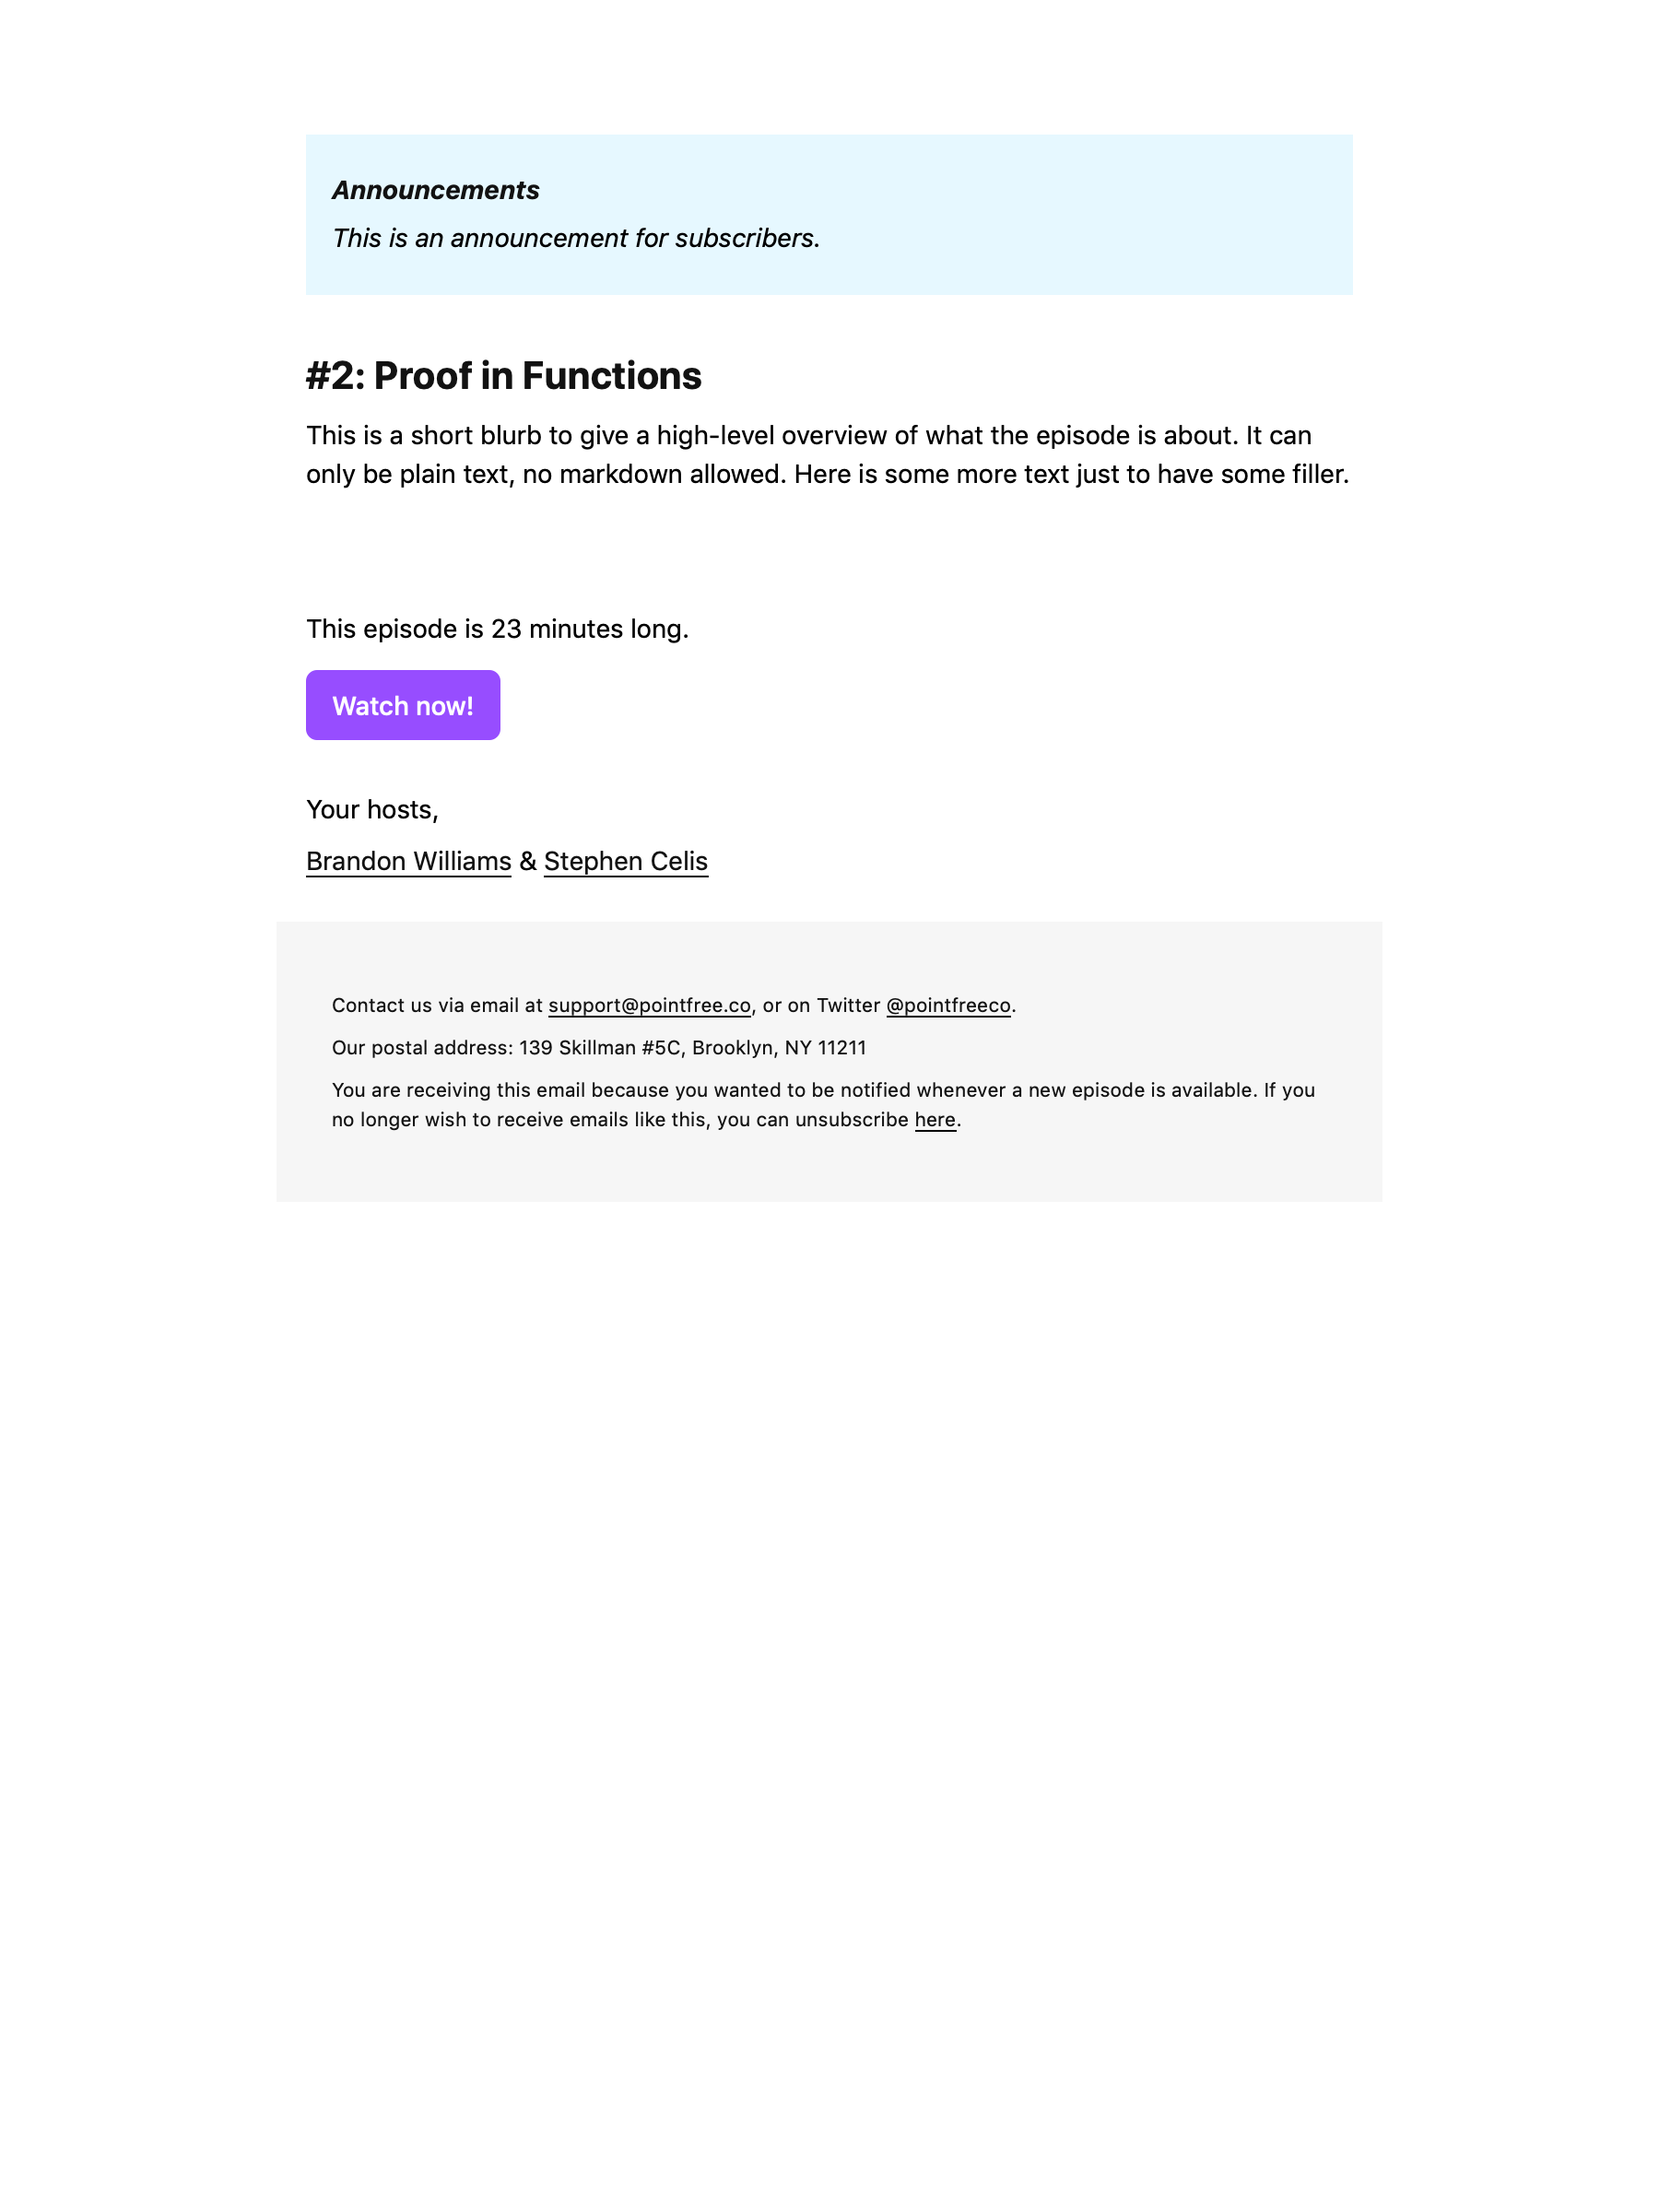 Announcements
This is an announcement for subscribers.
#2: Proof in Functions
This is a short blurb to give a high-level overview of what the episode is about. It can
only be plain text, no markdown allowed. Here is some more text just to have some filler.
This episode is 23 minutes long.
Watch now!
Your hosts,
Brandon Williams & Stephen Celis
Contact us via email at support@pointfree.co, or on Twitter @pointfreeco.
Our postal address: 139 Skillman #5C, Brooklyn, NY 11211
You are receiving this email because you wanted to be notified whenever a new episode is available. If you
no longer wish to receive emails like this, you can unsubscribe here.